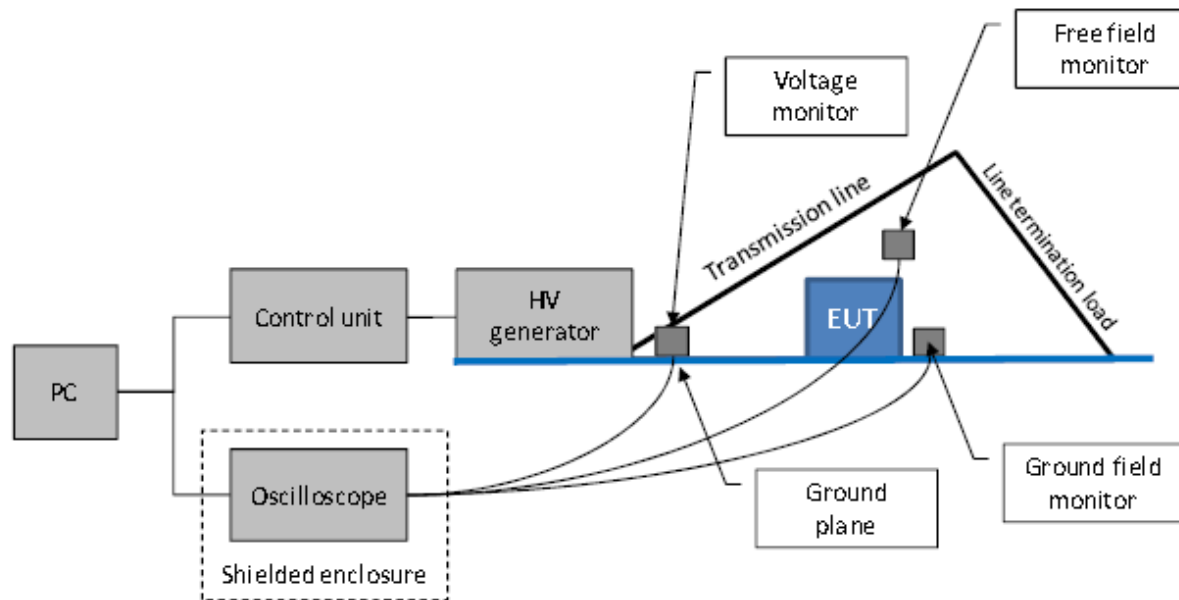 Free field
monitor
Voltage
monitor
Transmission line
Line termination load
Control unit
HV
generator
EUT
PC
Oscilloscope
Shielded enclosure
Ground
plane
Ground field
monitor